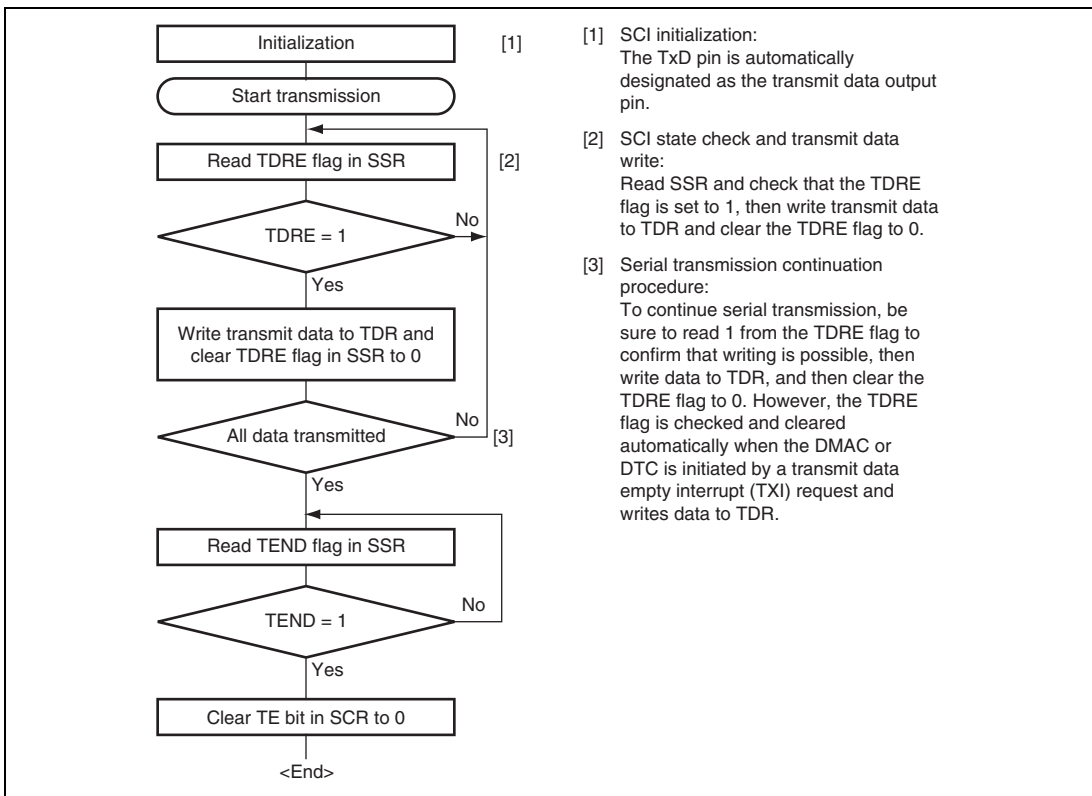 Initialization [1]
Start transmission
Read TDRE flag in SSR [2]
No
TDRE = 1
Yes
Write transmit data to TDR and
clear TDRE flag in SSR to 0
No
All data transmitted [3]
Yes
Read TEND flag in SSR
No
TEND = 1
Yes
Clear TE bit in SCR to 0
<End>
[1] SCI initialization:
The TxD pin is automatically
designated as the transmit data output
pin.
[2] SCI state check and transmit data
write:
Read SSR and check that the TDRE
flag is set to 1, then write transmit data
to TDR and clear the TDRE flag to 0.
[3] Serial transmission continuation
procedure:
To continue serial transmission, be
sure to read 1 from the TDRE flag to
confirm that writing is possible, then
write data to TDR, and then clear the
TDRE flag to 0. However, the TDRE
flag is checked and cleared
automatically when the DMAC or
DTC is initiated by a transmit data
empty interrupt (TXI) request and
writes data to TDR.